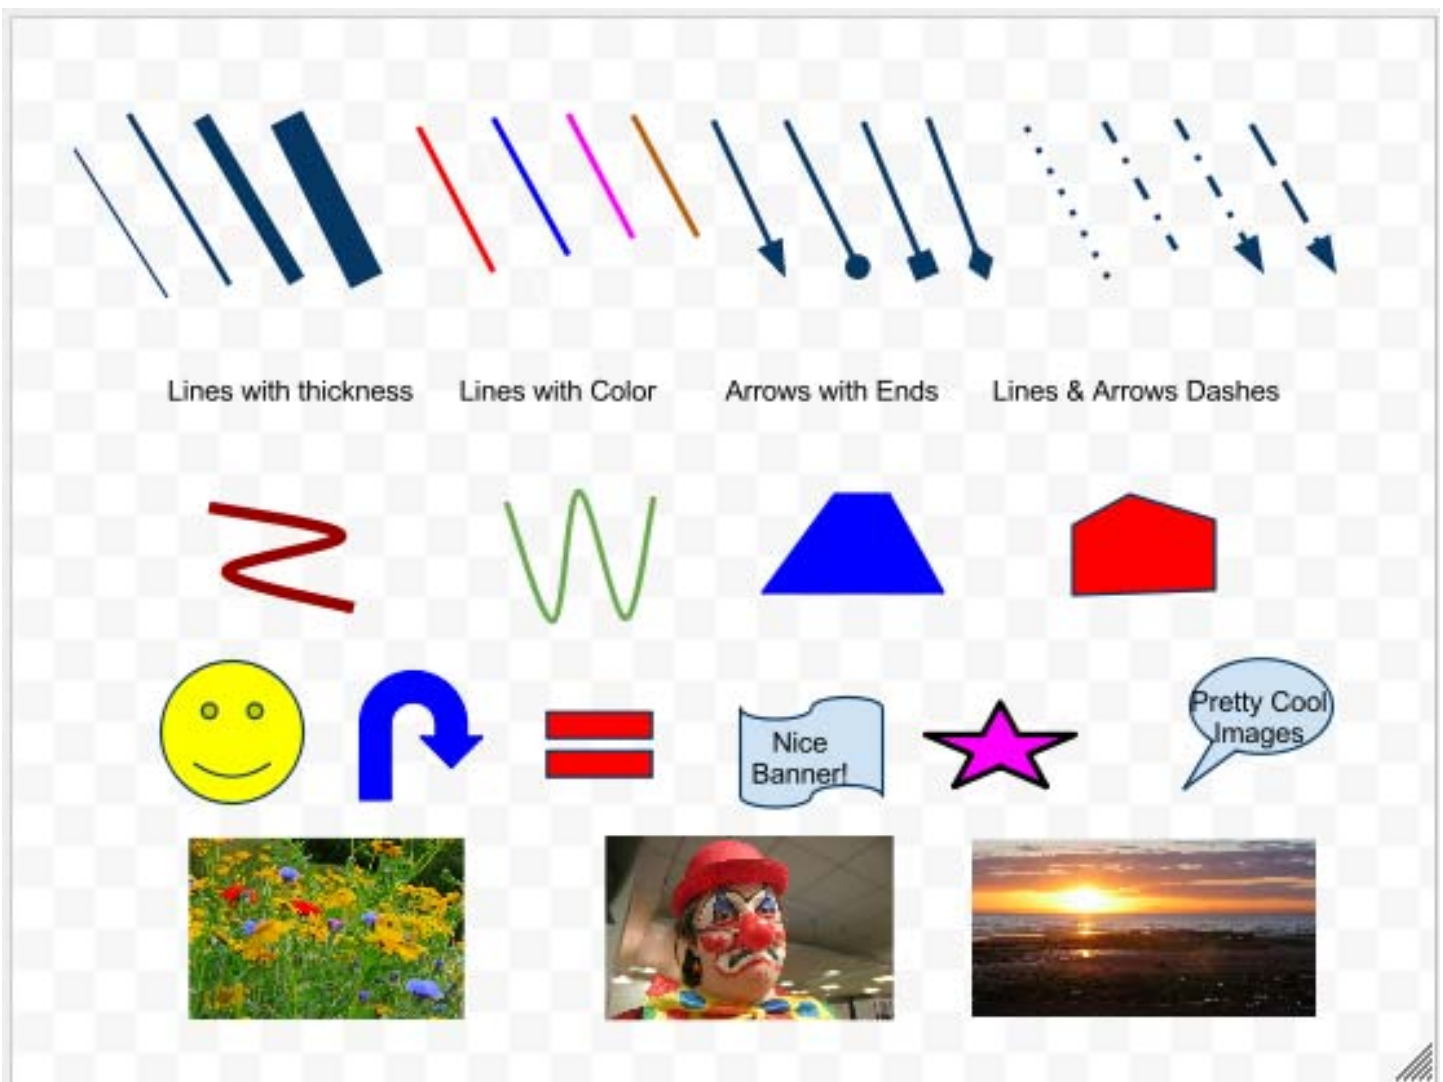 Lines with thickness
Lines with Color
Arrows with Ends
Lines & Arrows Dashes
Nice
Banner!
Pretty Cool
Images